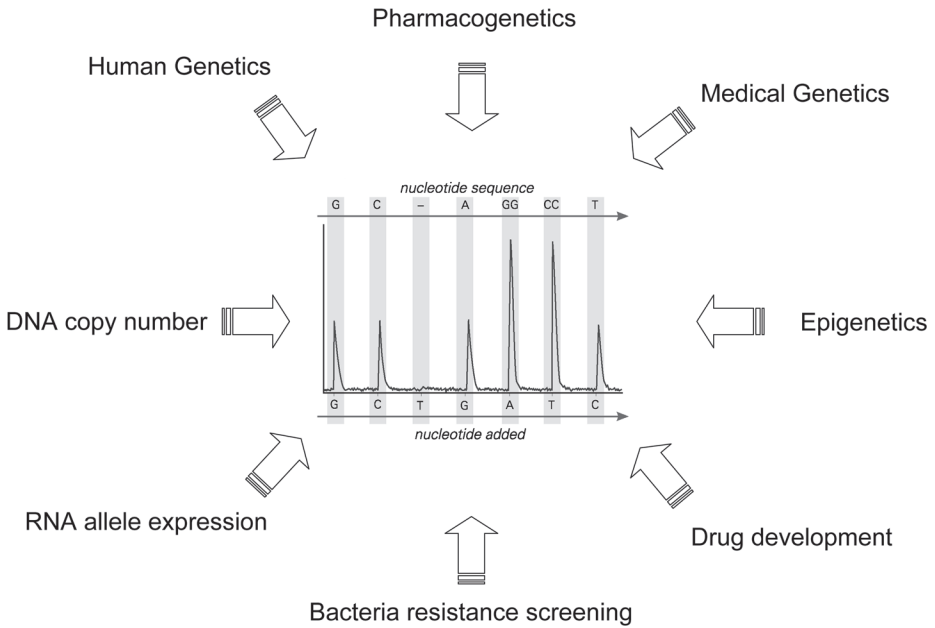 Pharmacogenetics
Human Genetics
Medical Genetics
nucleotide sequence
G C – A GG CC T
DNA copy number
Epigenetics
G C T G A T C
nucleotide added
RNA allele expression
Drug development
Bacteria resistance screening